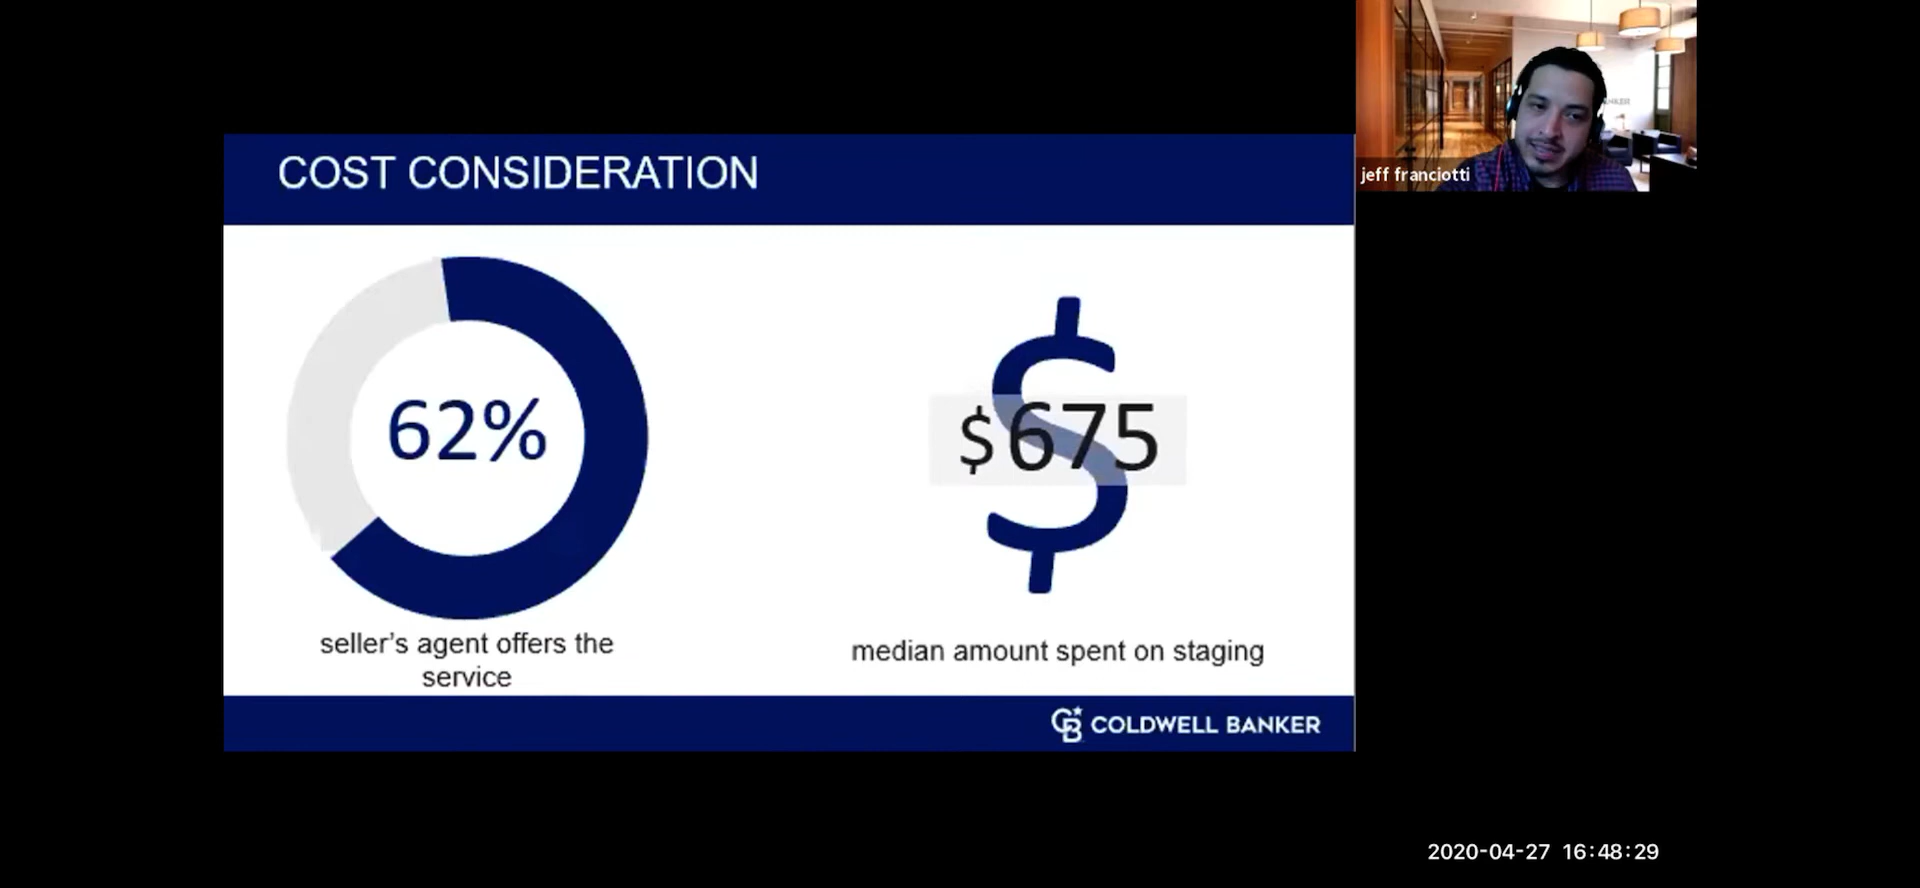 COST CONSIDERATION
62%
seller's agent offers the
service
$675
median amount spent on staging
COLDWELL BANKER
jeff franciotti
2020-04-27 16:48:29